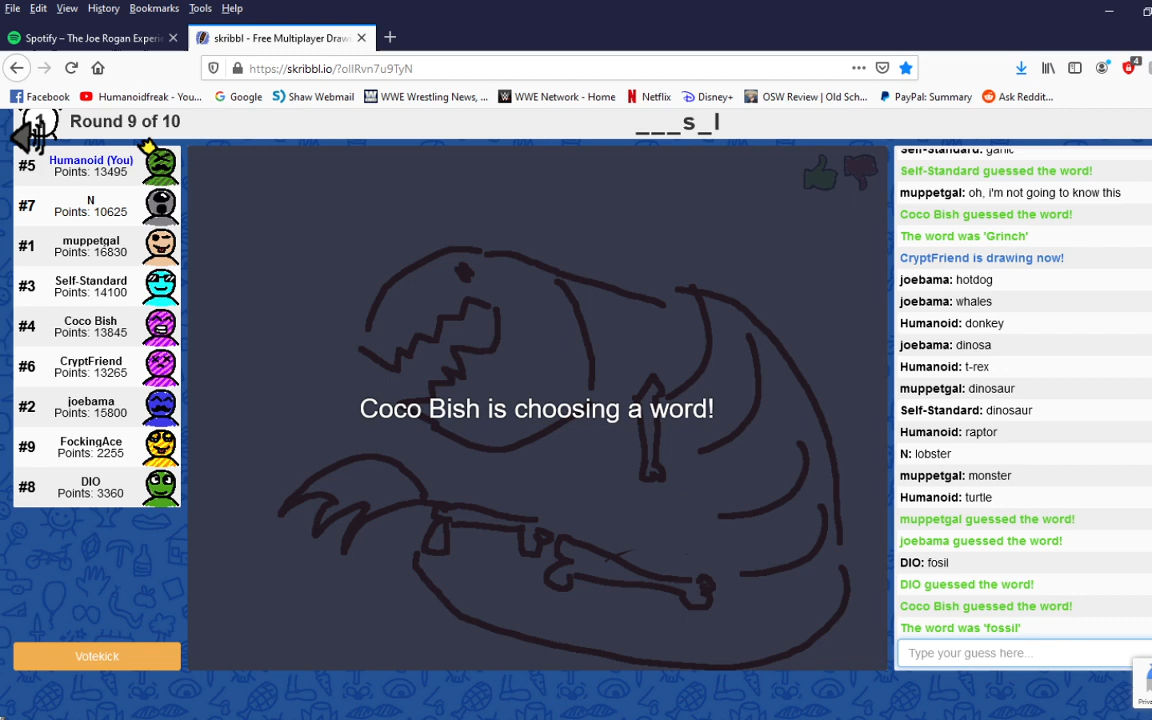 File Edit View History Bookmarks Tools Help
Spotify – The Joe Rogan Experi
skribbl - Free Multiplayer Draw
https://skribbl.io/?olIRvn7u9TyN
4
Facebook Humanoidfreak - You... Google Shaw Webmail WWE Wrestling News, ... WWE Network - Home Netflix Disney+ OSW Review | Old Sch... PayPal: Summary Ask Reddit...
1 Round 9 of 10
___s_l
#5 Humanoid (You)
Points: 13495
#7 N
Points: 10625
#1 muppetgal
Points: 16830
#3 Self-Standard
Points: 14100
#4 Coco Bish
Points: 13845
#6 CryptFriend
Points: 13265
#2 joebama
Points: 15800
#9 FockingAce
Points: 2255
#8 DIO
Points: 3360
Votekick
Coco Bish is choosing a word!
Self-Standard: ganic
Self-Standard guessed the word!
muppetgal: oh, i'm not going to know this
Coco Bish guessed the word!
The word was 'Grinch'
CryptFriend is drawing now!
joebama: hotdog
joebama: whales
Humanoid: donkey
joebama: dinosa
Humanoid: t-rex
muppetgal: dinosaur
Self-Standard: dinosaur
Humanoid: raptor
N: lobster
muppetgal: monster
Humanoid: turtle
muppetgal guessed the word!
joebama guessed the word!
DIO: fosil
DIO guessed the word!
Coco Bish guessed the word!
The word was 'fossil'
Type your guess here...